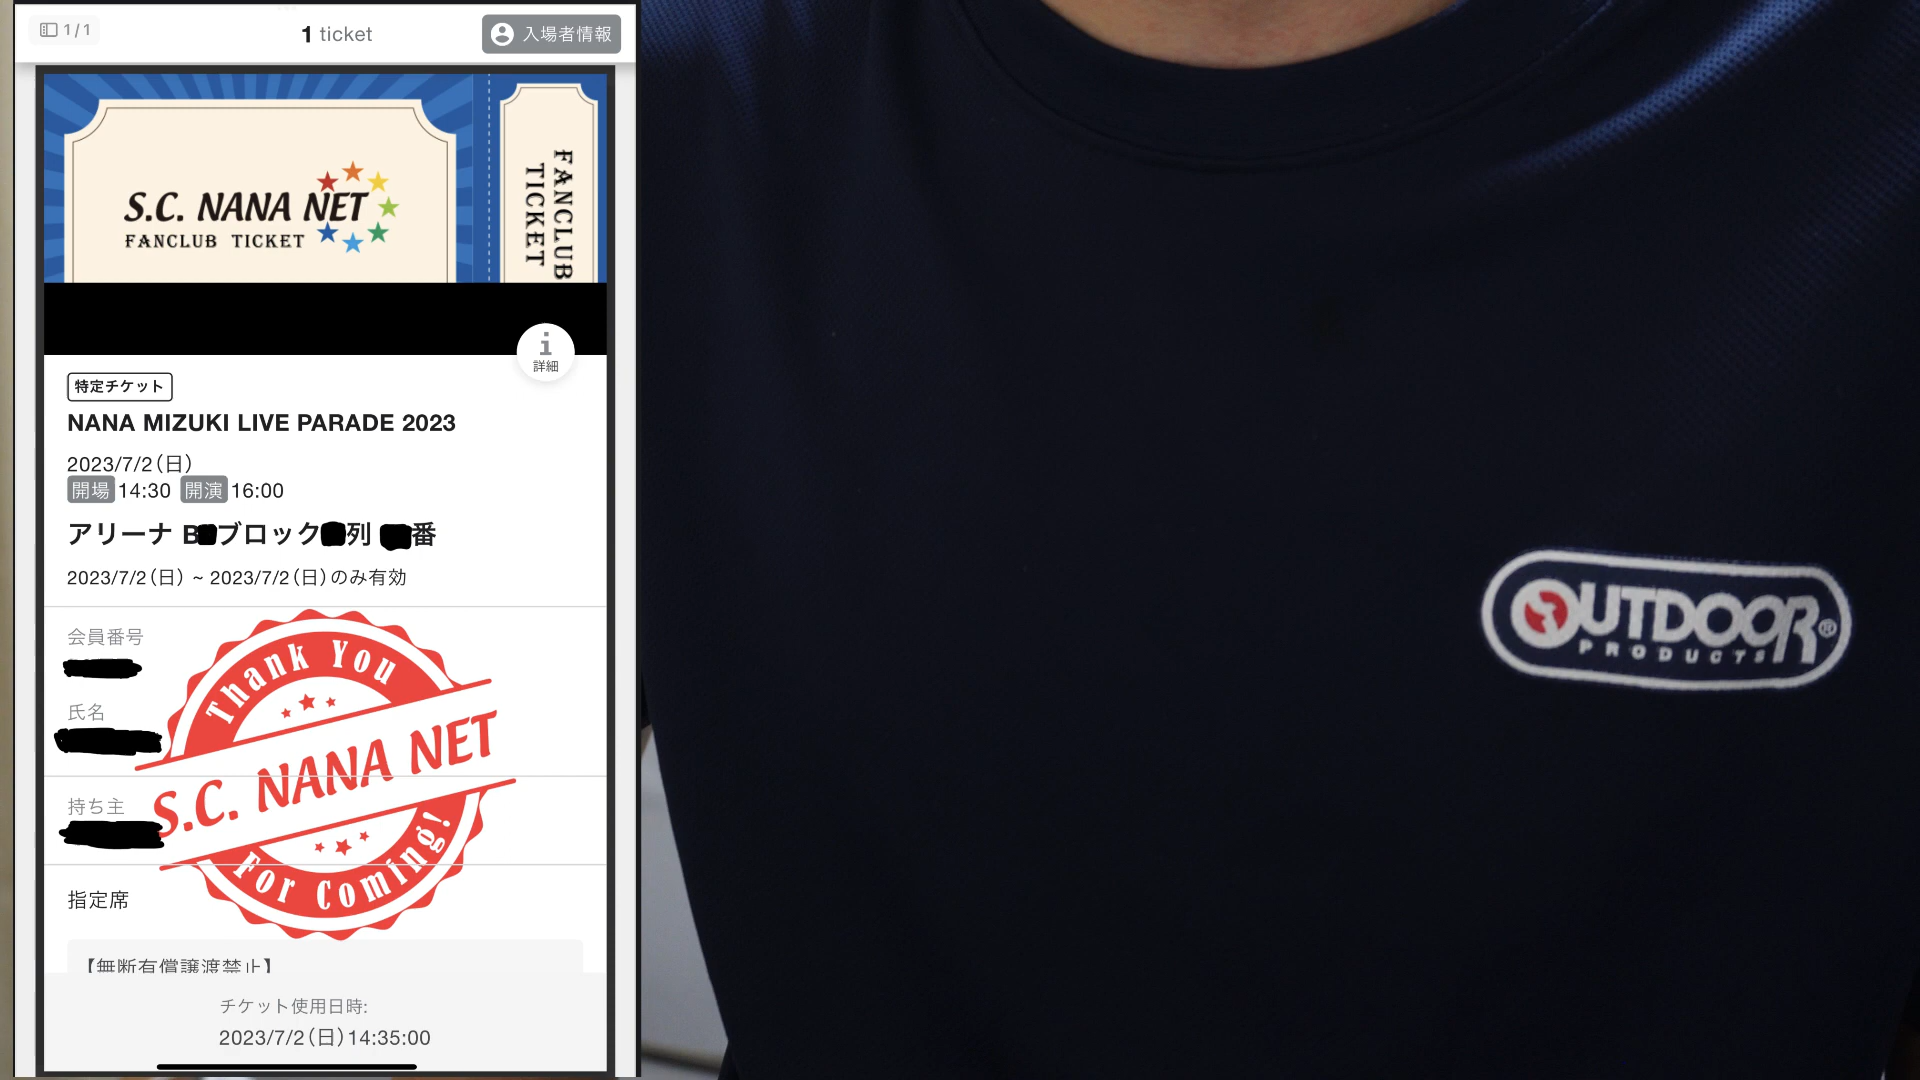 1/1
1 ticket
入場者情報
S.C. NANA NET
FANCLUB TICKET
FANCLUB
TICKET
i
詳細
特定チケット
NANA MIZUKI LIVE PARADE 2023
2023/7/2(日)
開場 14:30 開演 16:00
アリーナ B ブロック 列 番
2023/7/2(日) ~ 2023/7/2(日)のみ有効
会員番号
氏名
持ち主
Thank You
S.C. NANA NET
For Coming!
指定席
【無断有償譲渡禁止】
チケット使用日時:
2023/7/2(日)14:35:00
OUTDOOR®
PRODUCTS